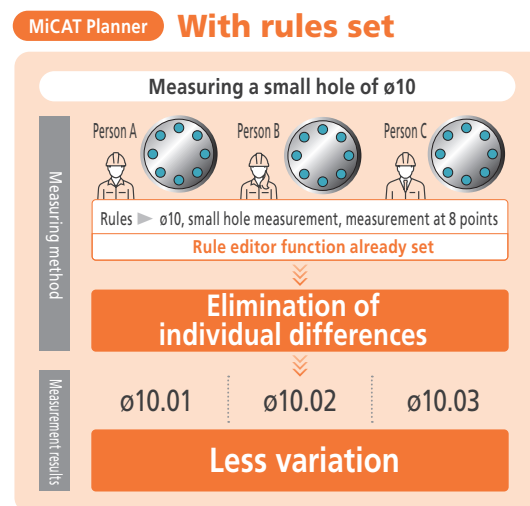 MiCAT Planner With rules set
Measuring a small hole of ø10
Measuring method
Person A Person B Person C
Rules ▶ ø10, small hole measurement, measurement at 8 points
Rule editor function already set
Elimination of
individual differences
Measurement results
ø10.01 ø10.02 ø10.03
Less variation